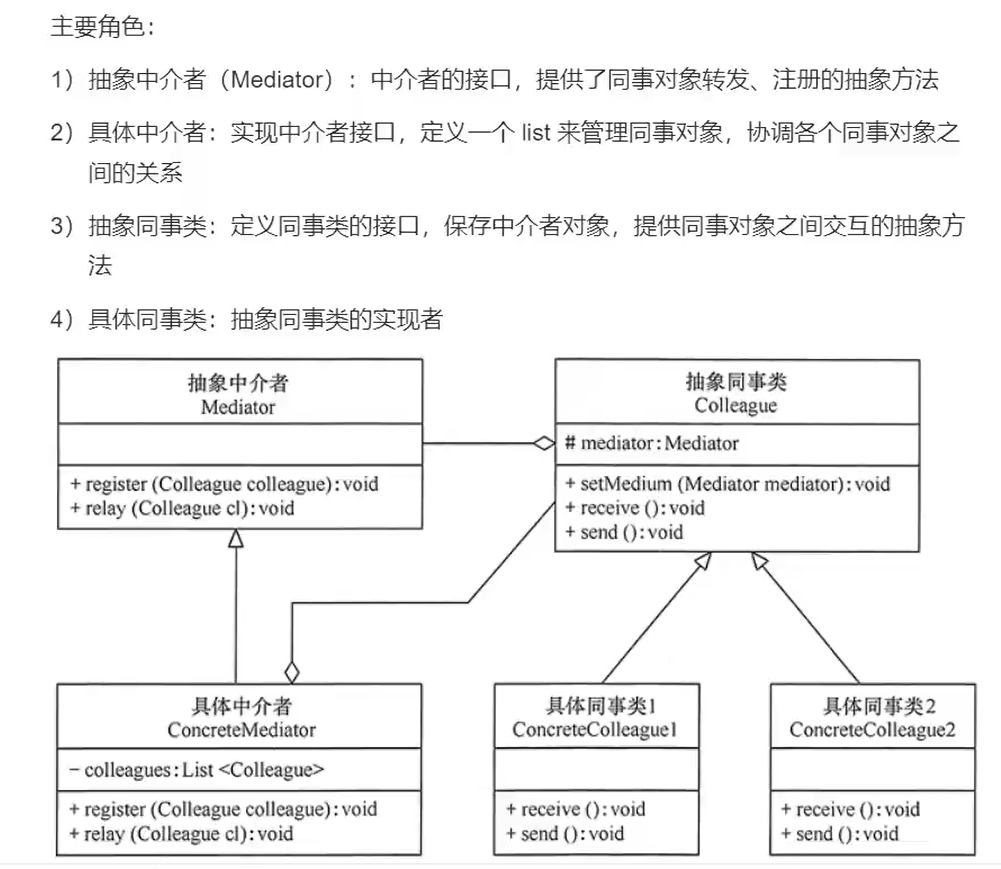 主要角色：
1）抽象中介者（Mediator）：中介者的接口，提供了同事对象转发、注册的抽象方法
2）具体中介者：实现中介者接口，定义一个 list 来管理同事对象，协调各个同事对象之
间的关系
3）抽象同事类：定义同事类的接口，保存中介者对象，提供同事对象之间交互的抽象方
法
4）具体同事类：抽象同事类的实现者
抽象中介者
Mediator
+ register (Colleague colleague): void
+ relay (Colleague cl): void
抽象同事类
Colleague
# mediator: Mediator
+ setMedium (Mediator mediator): void
+ receive (): void
+ send (): void
具体中介者
ConcreteMediator
− colleagues: List <Colleague>
+ register (Colleague colleague): void
+ relay (Colleague cl): void
具体同事类1
ConcreteColleague1
+ receive (): void
+ send (): void
具体同事类2
ConcreteColleague2
+ receive (): void
+ send (): void